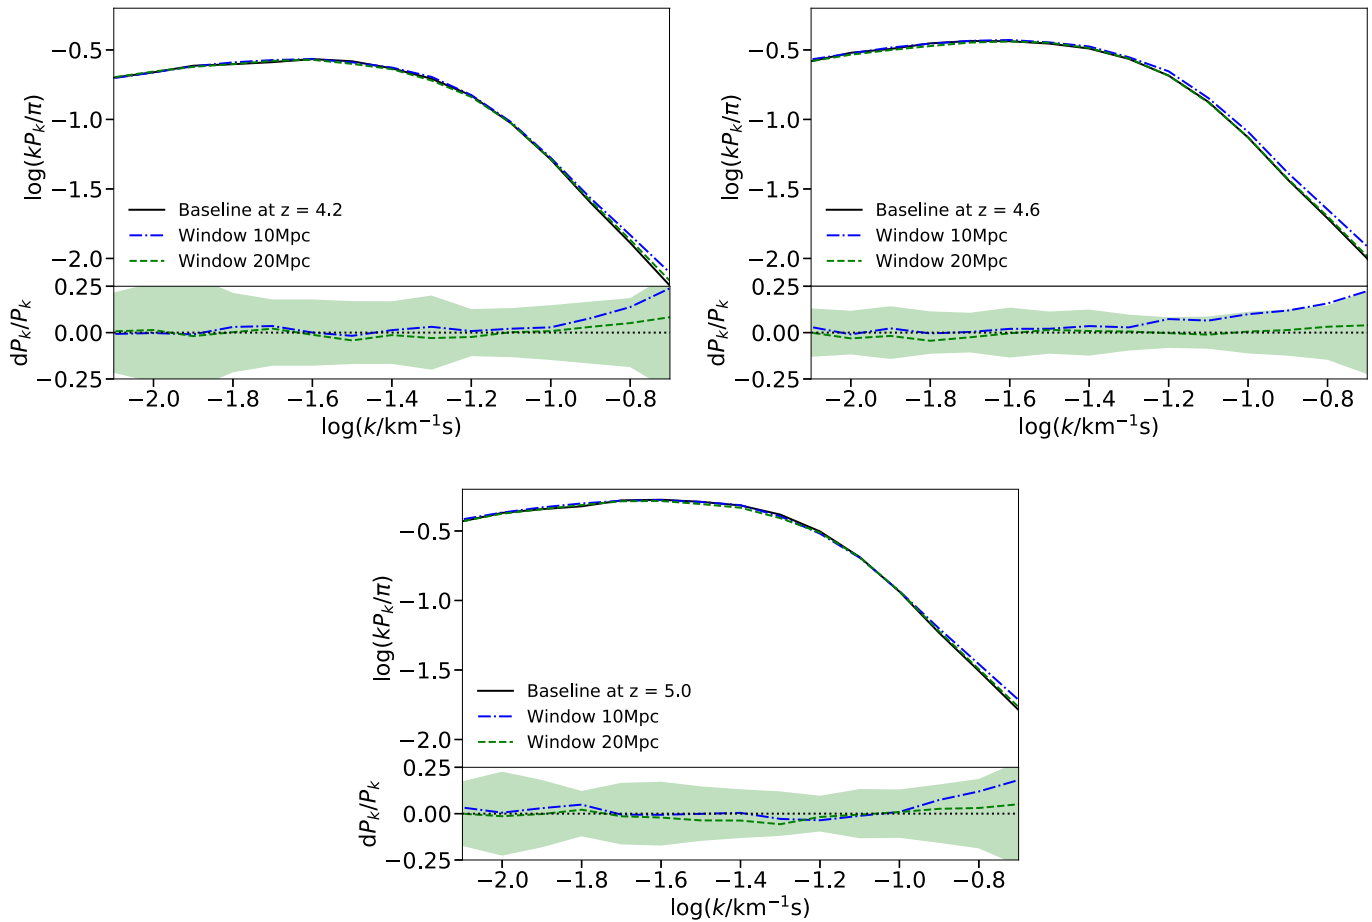 −0.5
−1.0
−1.5
−2.0
log(kP_k/π)
Baseline at z = 4.2
Window 10Mpc
Window 20Mpc
0.25
0.00
−0.25
dP_k/P_k
−2.0 −1.8 −1.6 −1.4 −1.2 −1.0 −0.8
log(k/km⁻¹s)
−0.5
−1.0
−1.5
−2.0
log(kP_k/π)
Baseline at z = 4.6
Window 10Mpc
Window 20Mpc
0.25
0.00
−0.25
dP_k/P_k
−2.0 −1.8 −1.6 −1.4 −1.2 −1.0 −0.8
log(k/km⁻¹s)
−0.5
−1.0
−1.5
−2.0
log(kP_k/π)
Baseline at z = 5.0
Window 10Mpc
Window 20Mpc
0.25
0.00
−0.25
dP_k/P_k
−2.0 −1.8 −1.6 −1.4 −1.2 −1.0 −0.8
log(k/km⁻¹s)